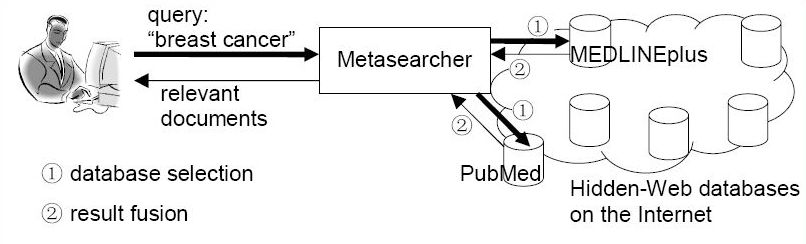 query:
“breast cancer”
relevant
documents
Metasearcher
①
②
MEDLINEplus
①
②
PubMed
Hidden-Web databases
on the Internet
① database selection
② result fusion